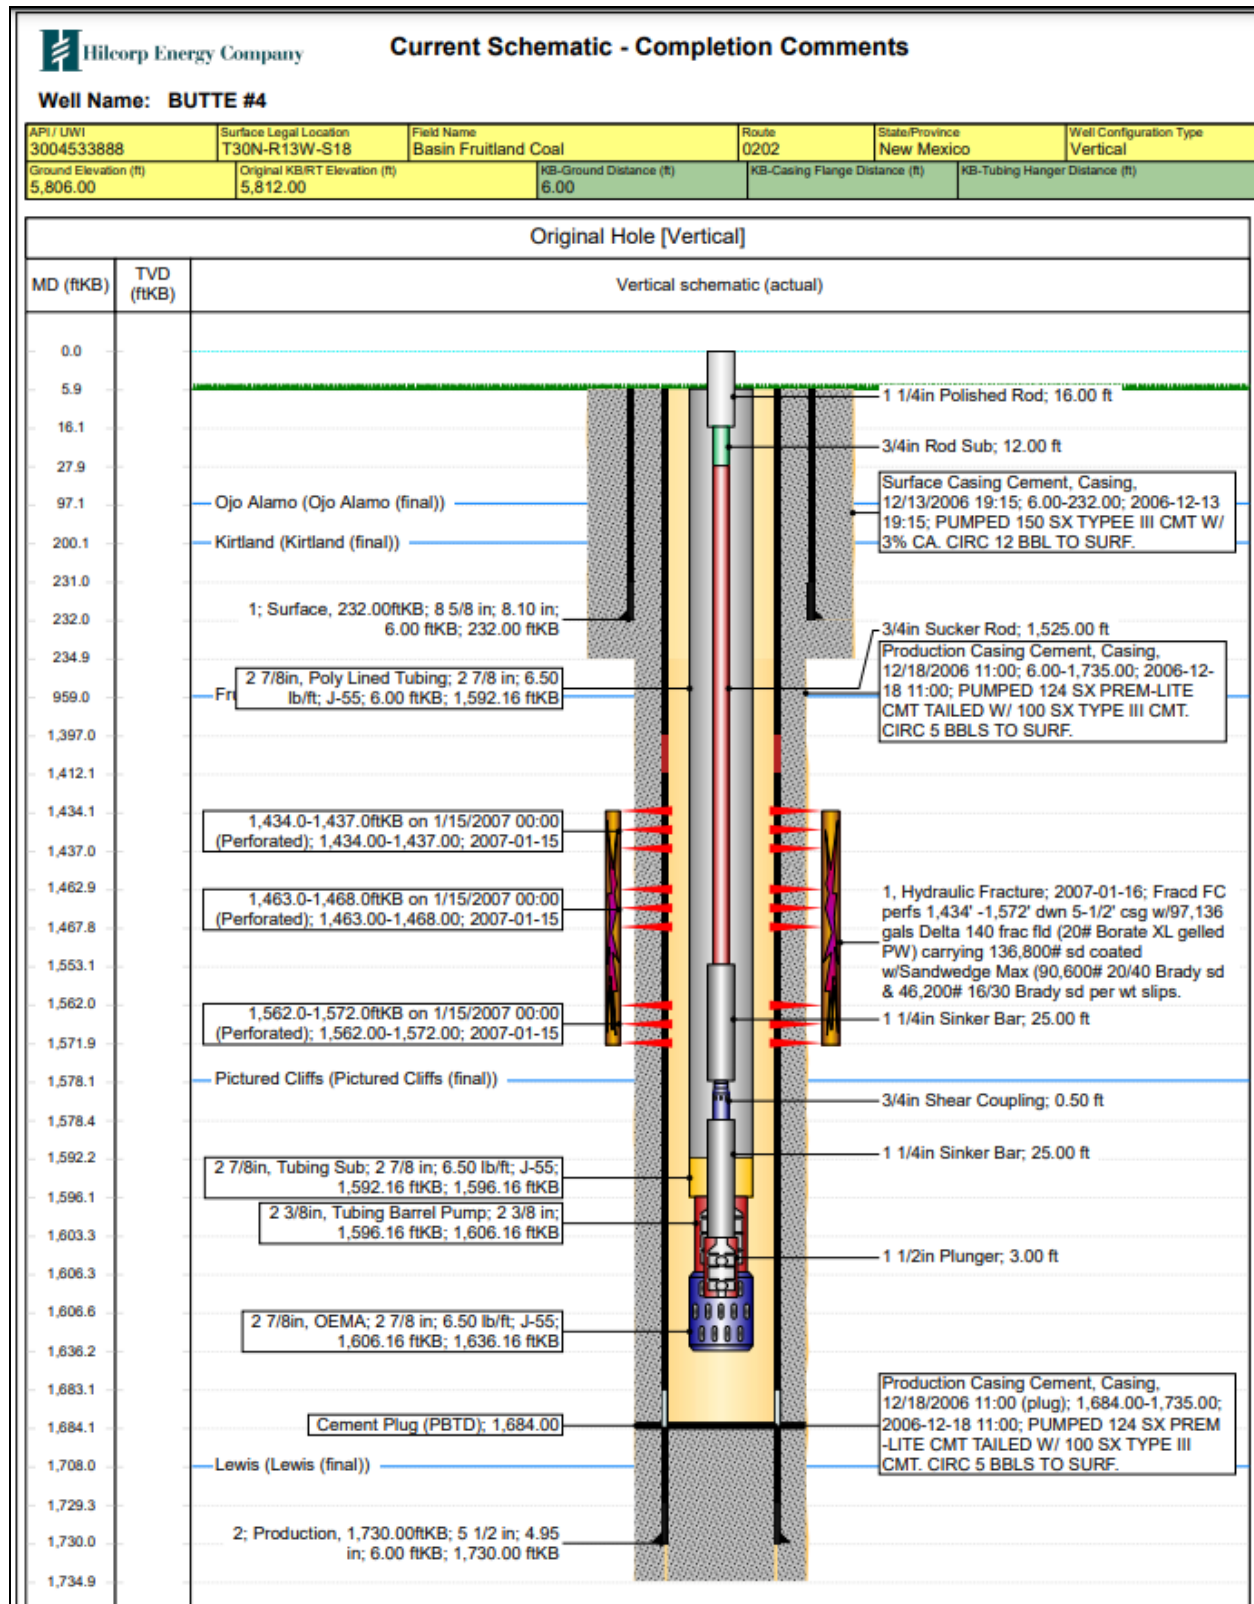 Hilcorp Energy Company
Current Schematic - Completion Comments
Well Name: BUTTE #4
API / UWI
3004533888
Surface Legal Location
T30N-R13W-S18
Field Name
Basin Fruitland Coal
Route
0202
State/Province
New Mexico
Well Configuration Type
Vertical
Ground Elevation (ft)
5,806.00
Original KB/RT Elevation (ft)
5,812.00
KB-Ground Distance (ft)
6.00
KB-Casing Flange Distance (ft)
KB-Tubing Hanger Distance (ft)
Original Hole [Vertical]
MD (ftKB)
TVD
(ftKB)
Vertical schematic (actual)
0.0
5.9
1 1/4in Polished Rod; 16.00 ft
16.1
3/4in Rod Sub; 12.00 ft
27.9
Surface Casing Cement, Casing,
12/13/2006 19:15; 6.00-232.00; 2006-12-13
19:15; PUMPED 150 SX TYPEE III CMT W/
3% CA. CIRC 12 BBL TO SURF.
97.1
Ojo Alamo (Ojo Alamo (final))
200.1
Kirtland (Kirtland (final))
231.0
1; Surface, 232.00ftKB; 8 5/8 in; 8.10 in;
6.00 ftKB; 232.00 ftKB
232.0
3/4in Sucker Rod; 1,525.00 ft
234.9
Production Casing Cement, Casing,
12/18/2006 11:00; 6.00-1,735.00; 2006-12-
18 11:00; PUMPED 124 SX PREM-LITE
CMT TAILED W/ 100 SX TYPE III CMT.
CIRC 5 BBLS TO SURF.
2 7/8in, Poly Lined Tubing; 2 7/8 in; 6.50
lb/ft; J-55; 6.00 ftKB; 1,592.16 ftKB
959.0
Fru
1,397.0
1,412.1
1,434.1
1,434.0-1,437.0ftKB on 1/15/2007 00:00
(Perforated); 1,434.00-1,437.00; 2007-01-15
1,437.0
1,462.9
1,463.0-1,468.0ftKB on 1/15/2007 00:00
(Perforated); 1,463.00-1,468.00; 2007-01-15
1,467.8
1, Hydraulic Fracture; 2007-01-16; Fracd FC
perfs 1,434' -1,572' dwn 5-1/2' csg w/97,136
gals Delta 140 frac fld (20# Borate XL gelled
PW) carrying 136,800# sd coated
w/Sandwedge Max (90,600# 20/40 Brady sd
& 46,200# 16/30 Brady sd per wt slips.
1,553.1
1,562.0
1,562.0-1,572.0ftKB on 1/15/2007 00:00
(Perforated); 1,562.00-1,572.00; 2007-01-15
1 1/4in Sinker Bar; 25.00 ft
1,571.9
1,578.1
Pictured Cliffs (Pictured Cliffs (final))
3/4in Shear Coupling; 0.50 ft
1,578.4
1 1/4in Sinker Bar; 25.00 ft
1,592.2
2 7/8in, Tubing Sub; 2 7/8 in; 6.50 lb/ft; J-55;
1,592.16 ftKB; 1,596.16 ftKB
1,596.1
2 3/8in, Tubing Barrel Pump; 2 3/8 in;
1,596.16 ftKB; 1,606.16 ftKB
1,603.3
1 1/2in Plunger; 3.00 ft
1,606.3
1,606.6
2 7/8in, OEMA; 2 7/8 in; 6.50 lb/ft; J-55;
1,606.16 ftKB; 1,636.16 ftKB
1,636.2
1,683.1
Production Casing Cement, Casing,
12/18/2006 11:00 (plug); 1,684.00-1,735.00;
2006-12-18 11:00; PUMPED 124 SX PREM
-LITE CMT TAILED W/ 100 SX TYPE III
CMT. CIRC 5 BBLS TO SURF.
Cement Plug (PBTD); 1,684.00
1,684.1
1,708.0
Lewis (Lewis (final))
1,729.3
2; Production, 1,730.00ftKB; 5 1/2 in; 4.95
in; 6.00 ftKB; 1,730.00 ftKB
1,730.0
1,734.9